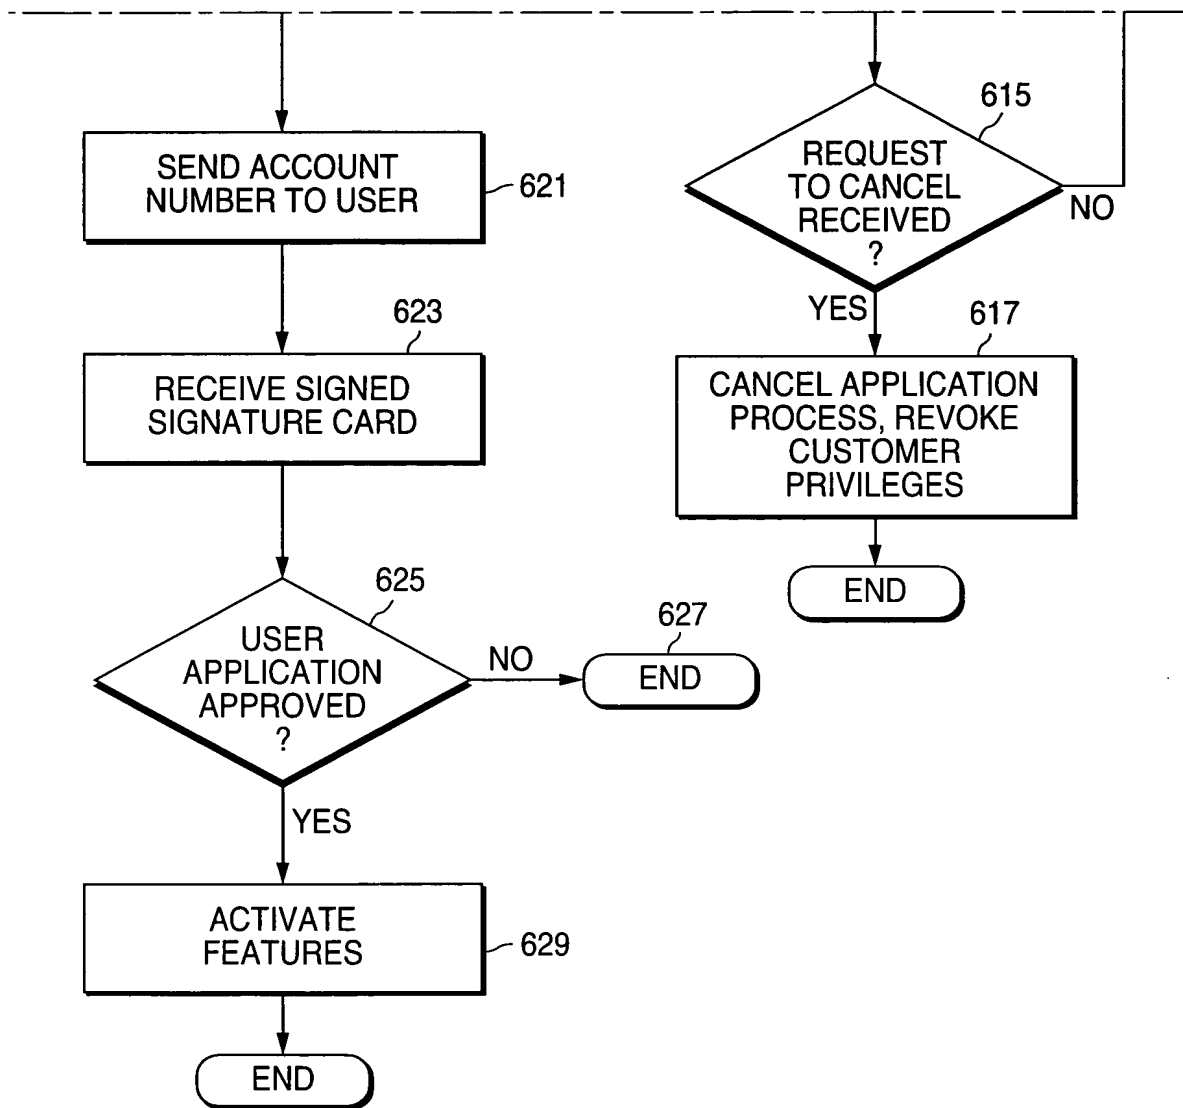 SEND ACCOUNT
NUMBER TO USER
621
RECEIVE SIGNED
SIGNATURE CARD
623
USER
APPLICATION
APPROVED
?
625
NO
END
627
YES
ACTIVATE
FEATURES
629
END
REQUEST
TO CANCEL
RECEIVED
?
615
NO
YES
CANCEL APPLICATION
PROCESS, REVOKE
CUSTOMER
PRIVILEGES
617
END